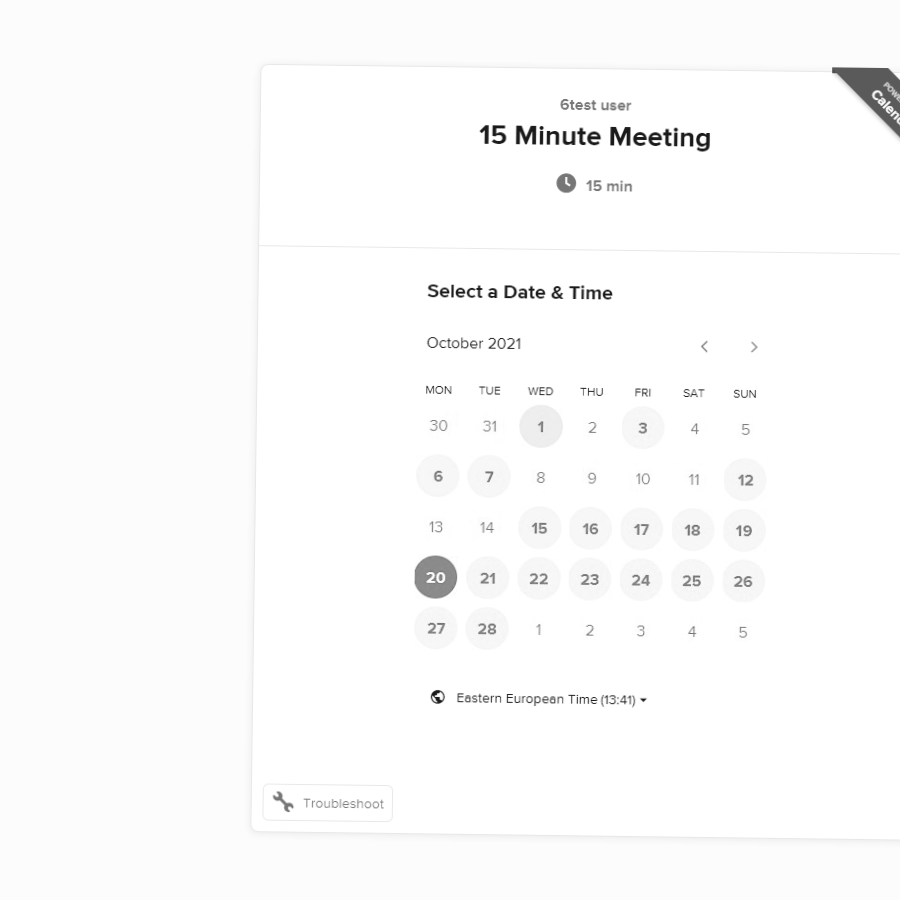 6test user
15 Minute Meeting
15 min
Select a Date & Time
October 2021
MON TUE WED THU FRI SAT SUN
30 31 1 2 3 4 5
6 7 8 9 10 11 12
13 14 15 16 17 18 19
20 21 22 23 24 25 26
27 28 1 2 3 4 5
Eastern European Time (13:41)
Troubleshoot